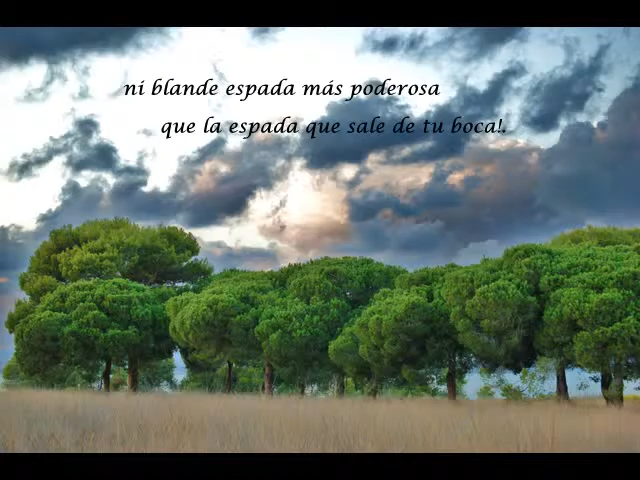 ni blande espada más poderosa
que la espada que sale de tu boca!.